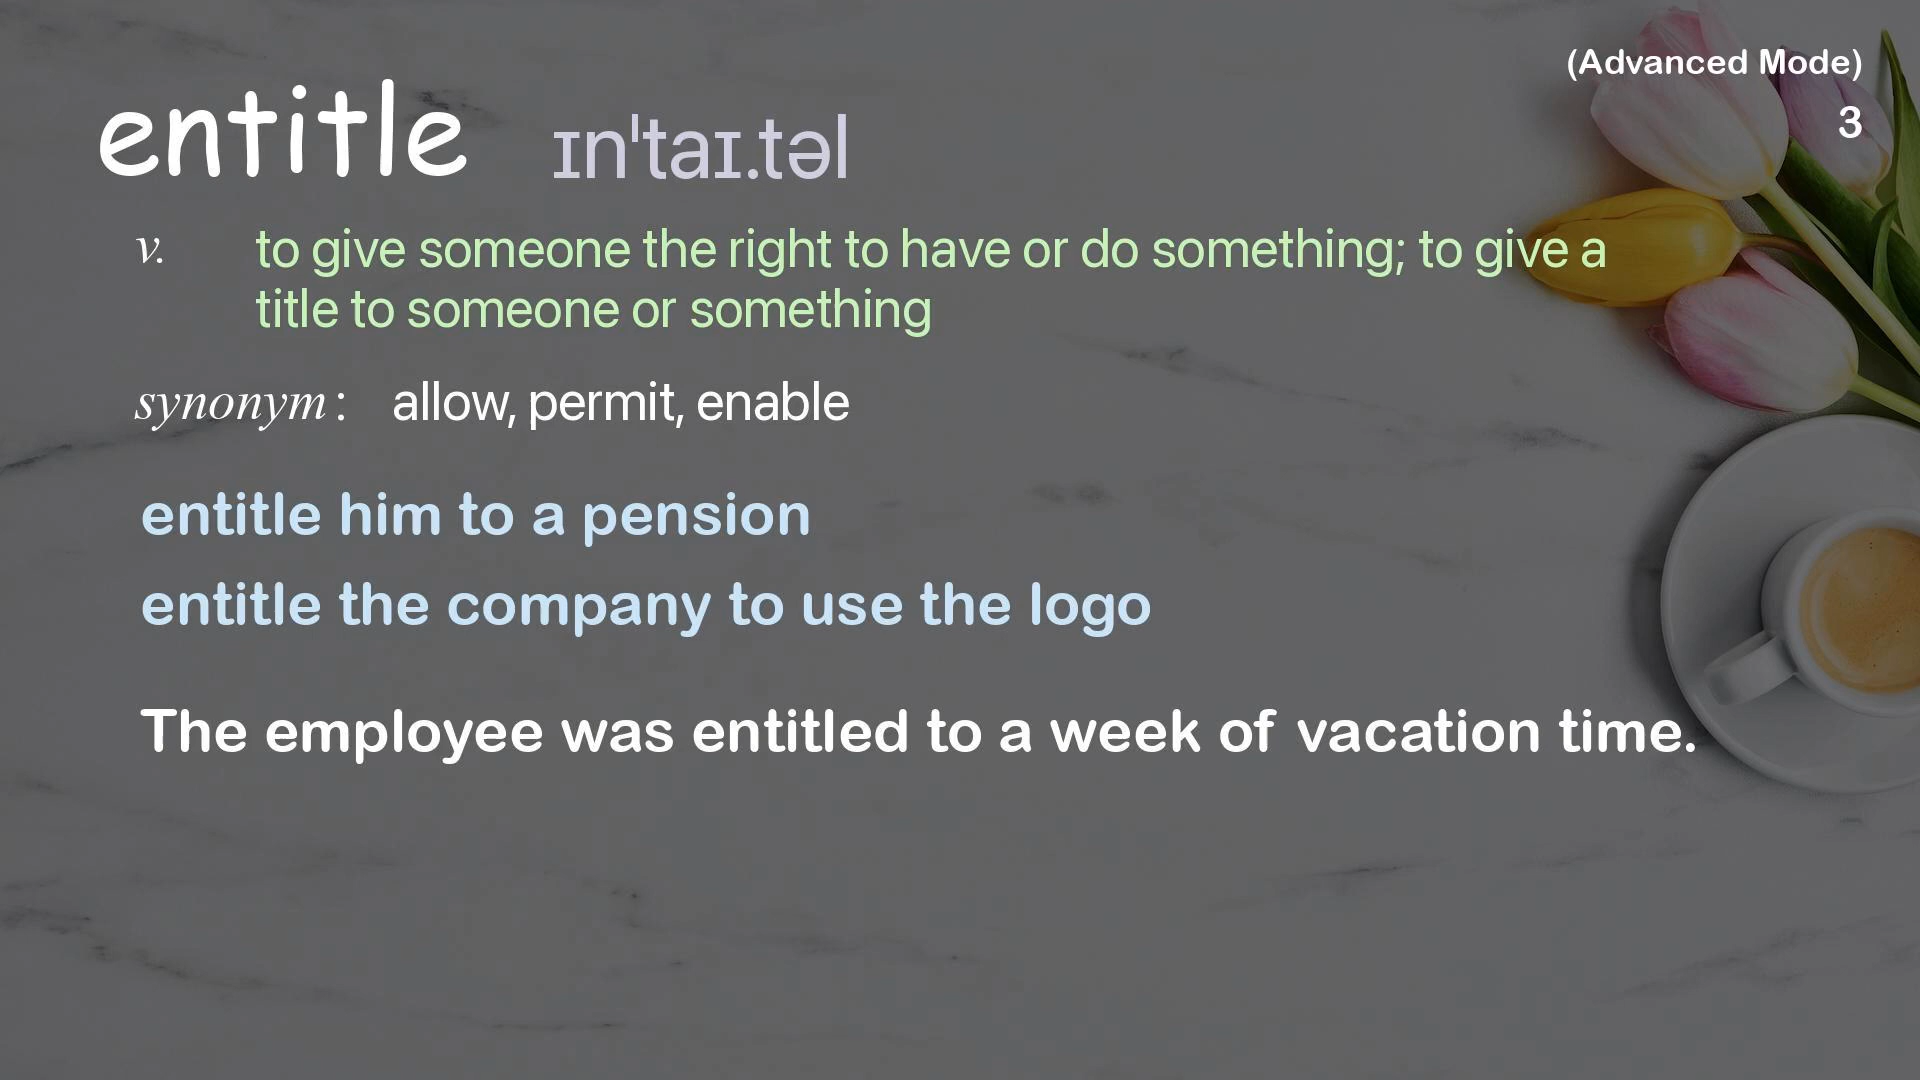 (Advanced Mode)
3
entitle ɪnˈtaɪ.təl
v. to give someone the right to have or do something; to give a
title to someone or something
synonym: allow, permit, enable
entitle him to a pension
entitle the company to use the logo
The employee was entitled to a week of vacation time.